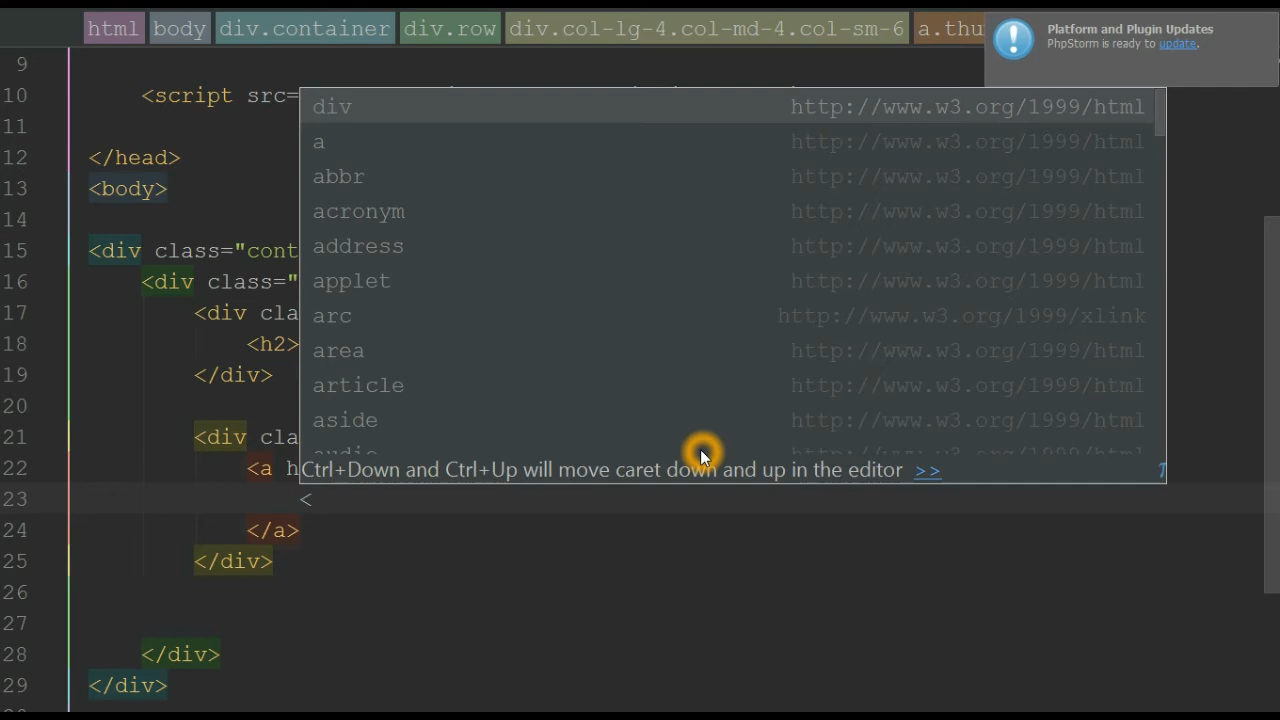 html body div.container div.row div.col-lg-4.col-md-4.col-sm-6 a.thu
Platform and Plugin Updates
PhpStorm is ready to update.
9
10 <script src=
11
12 </head>
13 <body>
14
15 <div class="cont
16 <div class="
17 <div cla
18 <h2>
19 </div>
20
21 <div cla
22 <a h
23 <
24 </a>
25 </div>
26
27
28 </div>
29 </div>
div http://www.w3.org/1999/html
a http://www.w3.org/1999/html
abbr http://www.w3.org/1999/html
acronym http://www.w3.org/1999/html
address http://www.w3.org/1999/html
applet http://www.w3.org/1999/html
arc http://www.w3.org/1999/xlink
area http://www.w3.org/1999/html
article http://www.w3.org/1999/html
aside http://www.w3.org/1999/html
Ctrl+Down and Ctrl+Up will move caret down and up in the editor >>